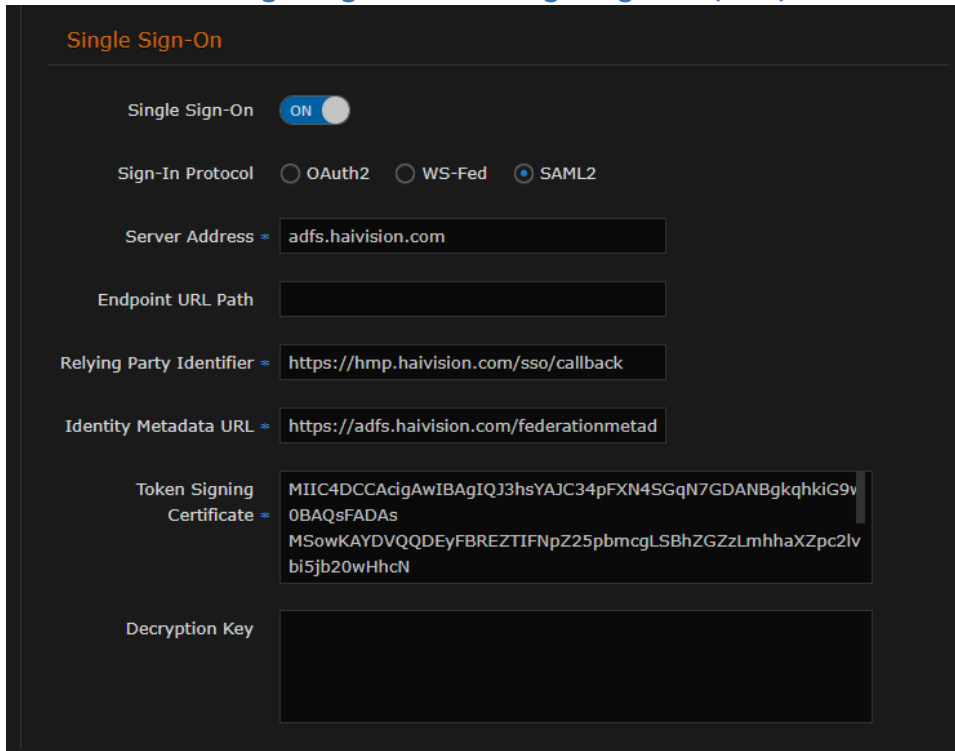 Single Sign-On
Single Sign-On ON
Sign-In Protocol OAuth2 WS-Fed SAML2
Server Address * adfs.haivision.com
Endpoint URL Path
Relying Party Identifier * https://hmp.haivision.com/sso/callback
Identity Metadata URL * https://adfs.haivision.com/federationmetad
Token Signing
Certificate *
MIIC4DCCAcigAwIBAgIQJ3hsYAJC34pFXN4SGqN7GDANBgkqhkiG9w
0BAQsFADAs
MSowKAYDVQQDEyFBREZTIFNpZ25pbmcgLSBhZGZzLmhhaXZpc2lv
bi5jb20wHhcN
Decryption Key